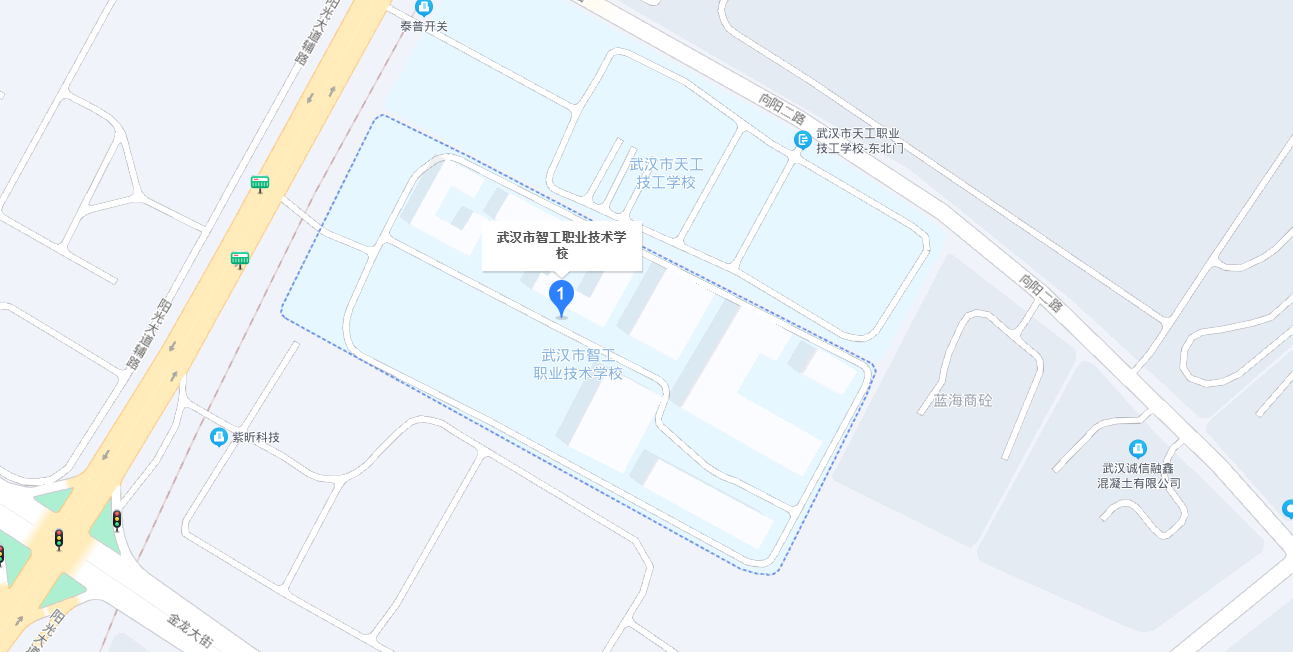 阳光大道辅路
泰普开关
向阳二路
武汉市天工职业
技工学校-东北门
武汉市天工
技工学校
武汉市智工职业技术学
校
1
向阳二路
阳光大道辅路
武汉市智工
职业技术学校
蓝海商砼
紫昕科技
武汉诚信融鑫
混凝土有限公司
金龙大街
阳光大道